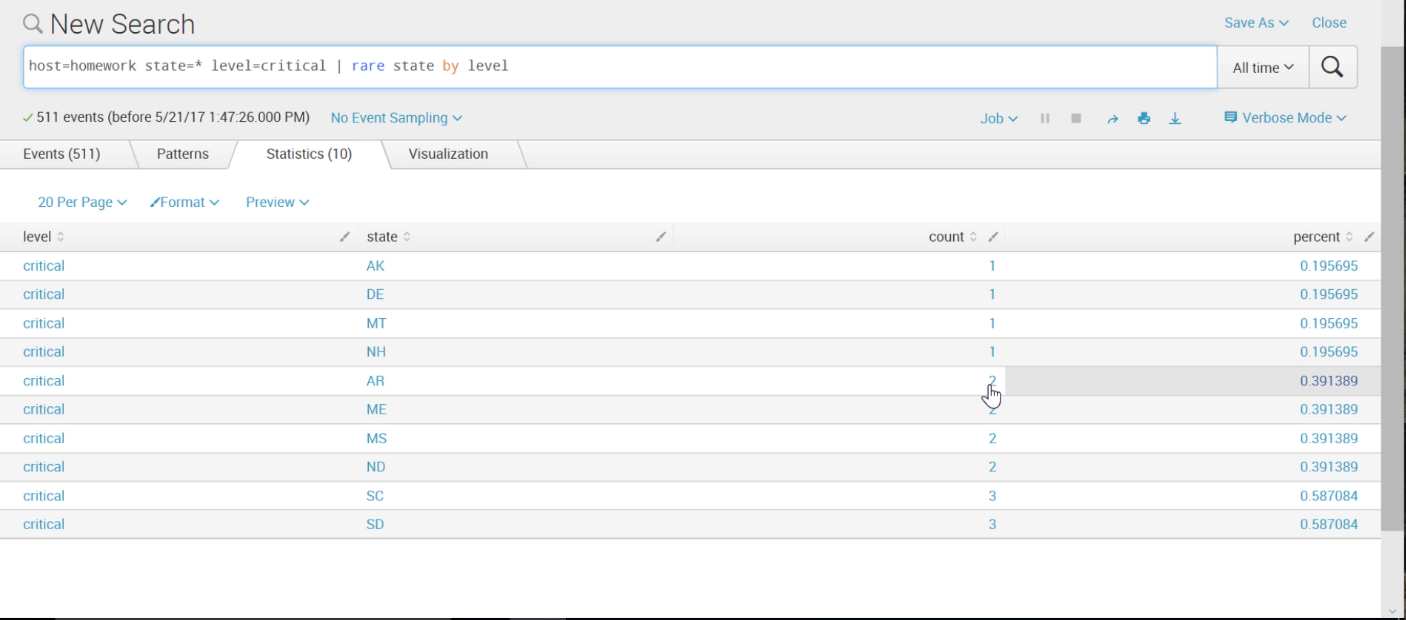 New Search
Save As Close
host=homework state=* level=critical | rare state by level
All time
511 events (before 5/21/17 1:47:26.000 PM) No Event Sampling
Job Verbose Mode
Events (511) Patterns Statistics (10) Visualization
20 Per Page Format Preview
level state count percent
critical AK 1 0.195695
critical DE 1 0.195695
critical MT 1 0.195695
critical NH 1 0.195695
critical AR 2 0.391389
critical ME 2 0.391389
critical MS 2 0.391389
critical ND 2 0.391389
critical SC 3 0.587084
critical SD 3 0.587084